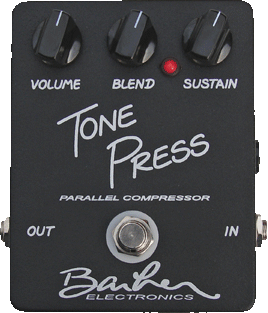 VOLUME BLEND SUSTAIN
TONE
PRESS
PARALLEL COMPRESSOR
OUT IN
Barber
ELECTRONICS